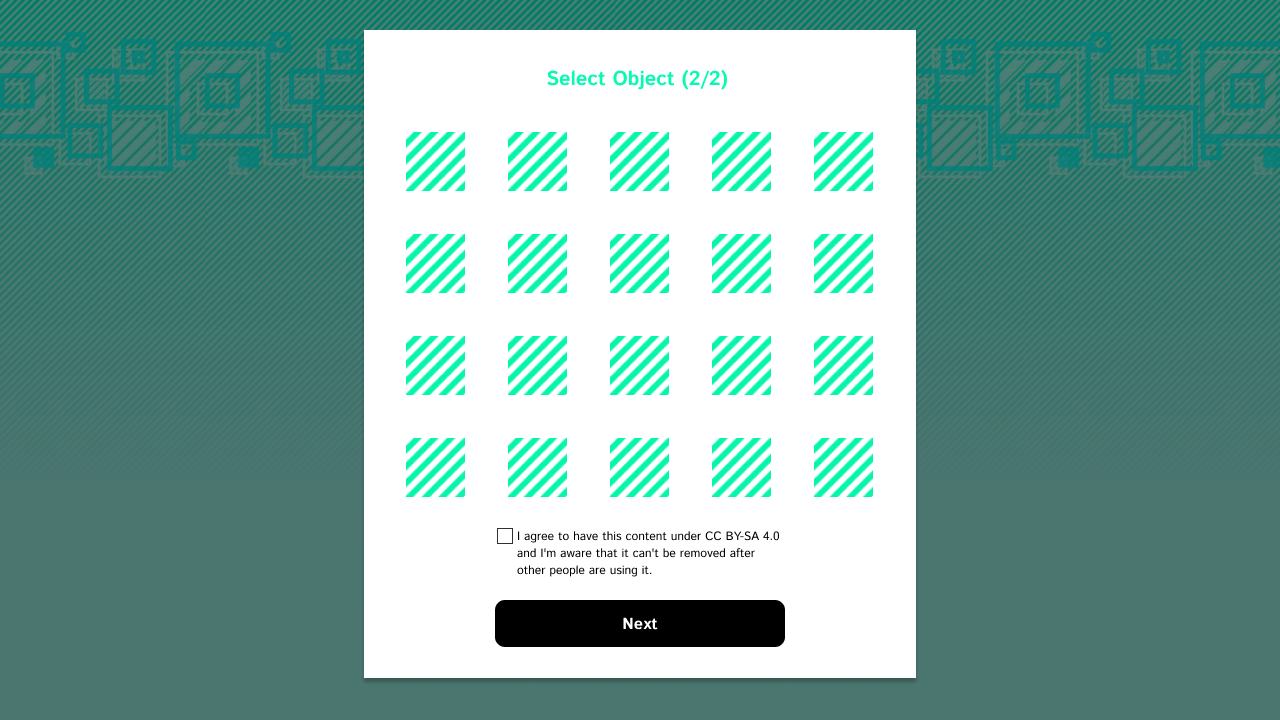 Select Object (2/2)
I agree to have this content under CC BY-SA 4.0
and I'm aware that it can't be removed after
other people are using it.
Next